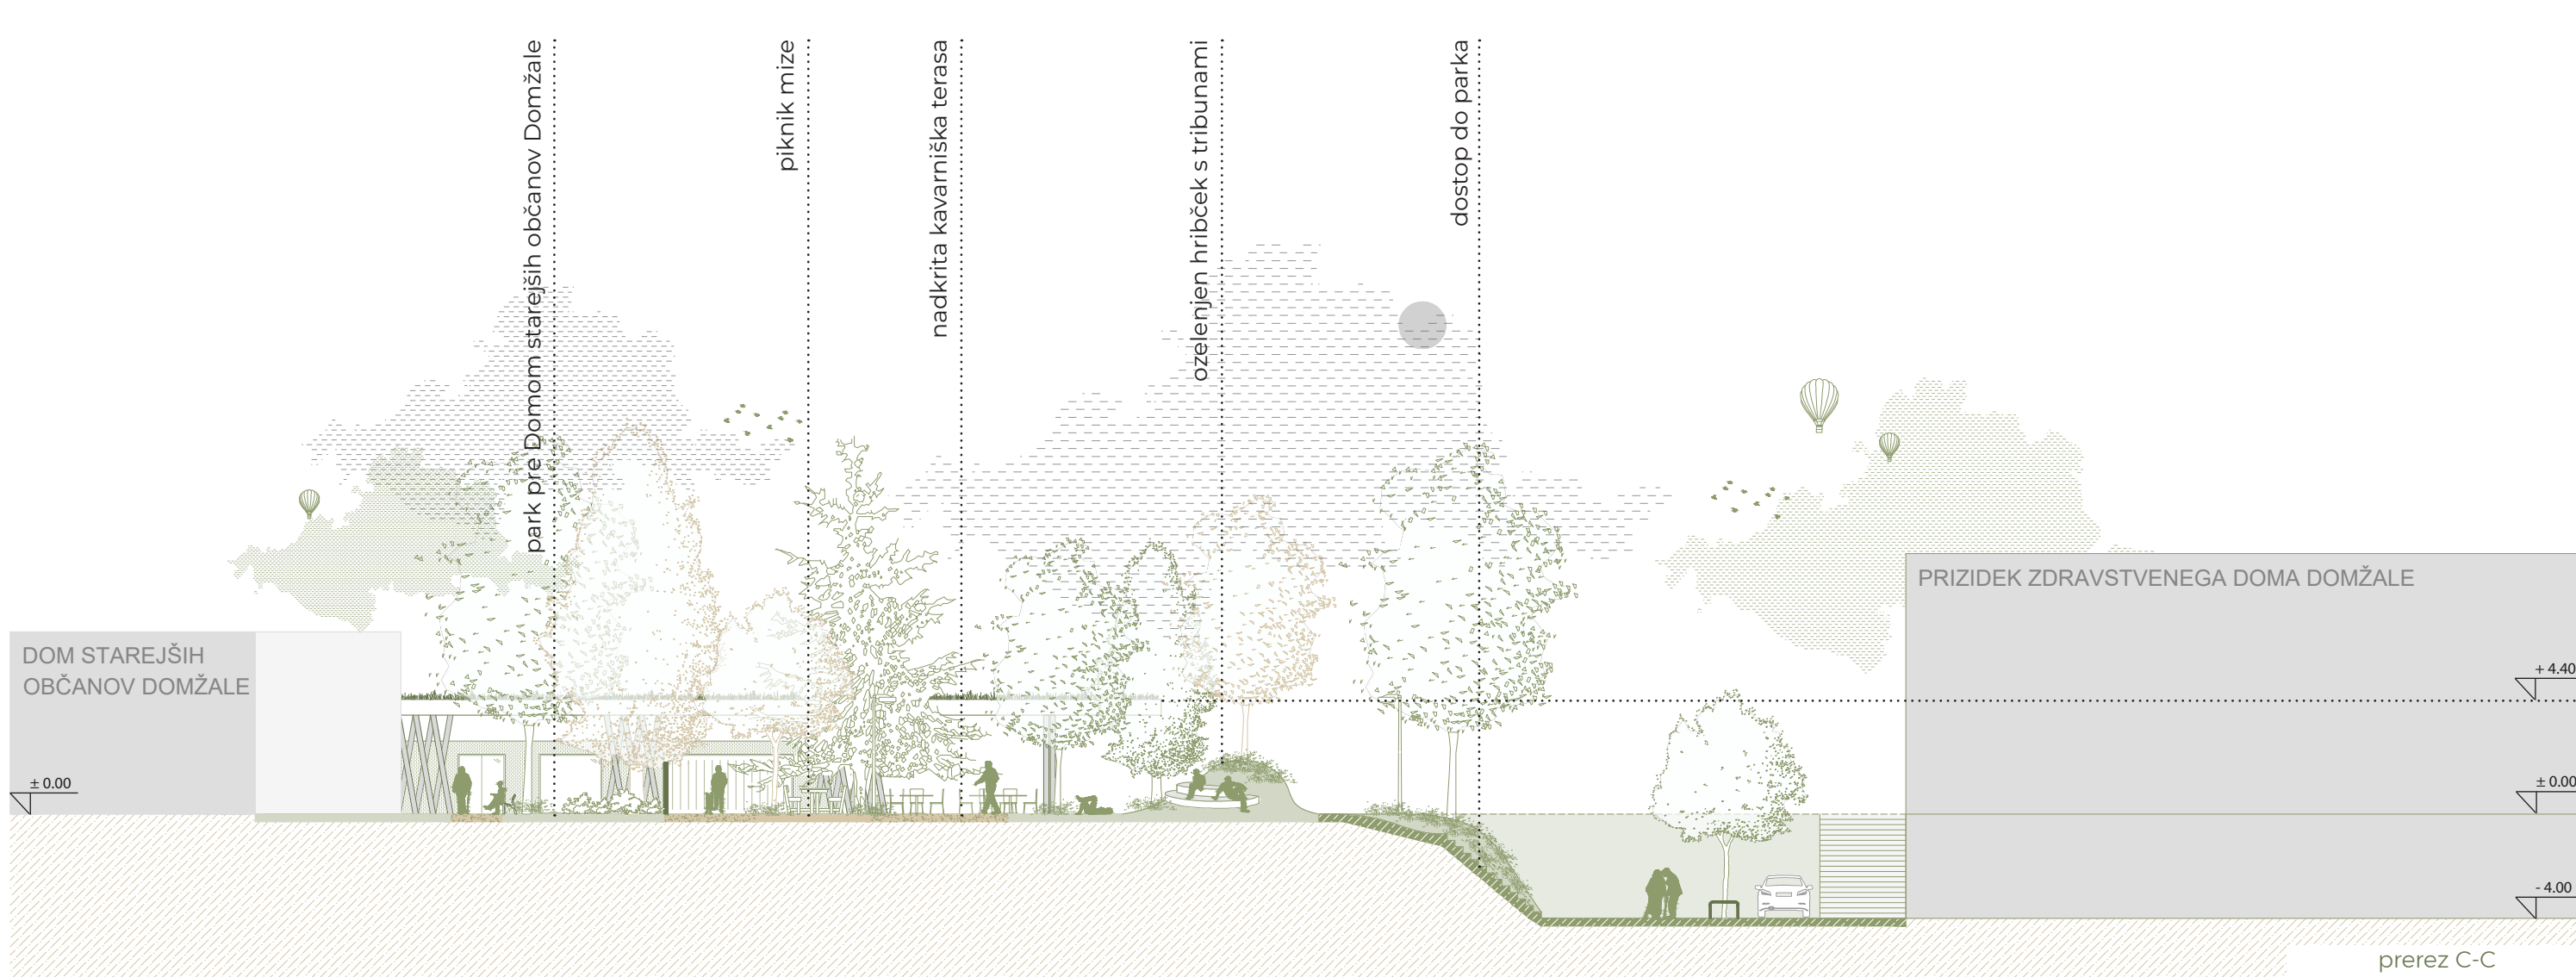 park pre Domom starejših občanov Domžale
piknik mize
nadkrita kavarniška terasa
ozelenjen hribček s tribunami
dostop do parka
PRIZIDEK ZDRAVSTVENEGA DOMA DOMŽALE
DOM STAREJŠIH
OBČANOV DOMŽALE
+ 4.40
± 0.00
± 0.00
- 4.00
prerez C-C